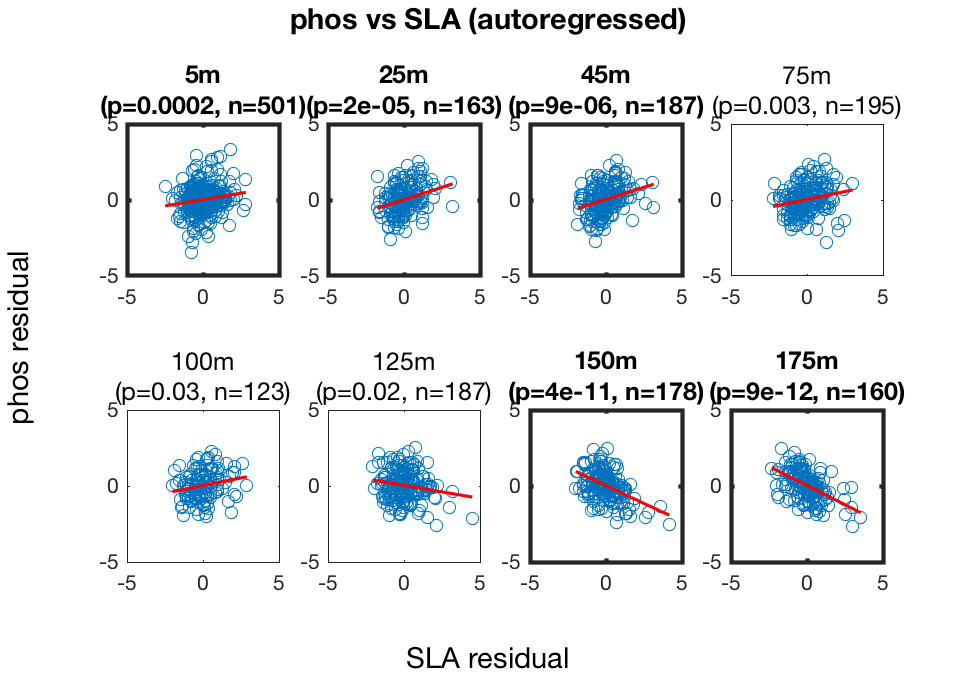 phos vs SLA (autoregressed)
5m
(p=0.0002, n=501)
25m
(p=2e-05, n=163)
45m
(p=9e-06, n=187)
75m
(p=0.003, n=195)
5
0
-5
-5 0 5
5
0
-5
-5 0 5
5
0
-5
-5 0 5
5
0
-5
-5 0 5
phos residual
100m
(p=0.03, n=123)
125m
(p=0.02, n=187)
150m
(p=4e-11, n=178)
175m
(p=9e-12, n=160)
5
0
-5
-5 0 5
5
0
-5
-5 0 5
5
0
-5
-5 0 5
5
0
-5
-5 0 5
SLA residual